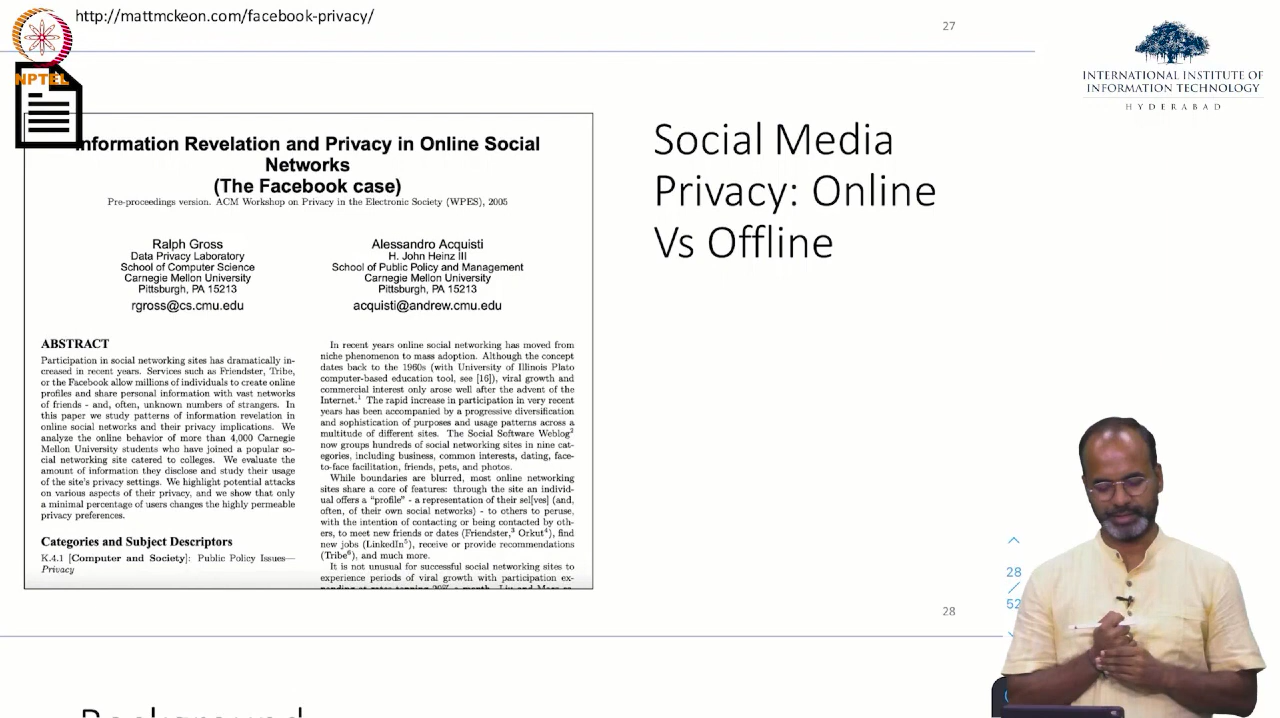 http://mattmckeon.com/facebook-privacy/
27
NPTEL
INTERNATIONAL INSTITUTE OF
INFORMATION TECHNOLOGY
HYDERABAD
Information Revelation and Privacy in Online Social
Networks
(The Facebook case)
Pre-proceedings version. ACM Workshop on Privacy in the Electronic Society (WPES), 2005
Ralph Gross
Data Privacy Laboratory
School of Computer Science
Carnegie Mellon University
Pittsburgh, PA 15213
rgross@cs.cmu.edu
Alessandro Acquisti
H. John Heinz III
School of Public Policy and Management
Carnegie Mellon University
Pittsburgh, PA 15213
acquisti@andrew.cmu.edu
ABSTRACT
Participation in social networking sites has dramatically in-
creased in recent years. Services such as Friendster, Tribe,
or the Facebook allow millions of individuals to create online
profiles and share personal information with vast networks
of friends - and, often, unknown numbers of strangers. In
this paper we study patterns of information revelation in
online social networks and their privacy implications. We
analyze the online behavior of more than 4,000 Carnegie
Mellon University students who have joined a popular so-
cial networking site catered to colleges. We evaluate the
amount of information they disclose and study their usage
of the site's privacy settings. We highlight potential attacks
on various aspects of their privacy, and we show that only
a minimal percentage of users changes the highly permeable
privacy preferences.
Categories and Subject Descriptors
K.4.1 [Computer and Society]: Public Policy Issues—
Privacy
In recent years online social networking has moved from
niche phenomenon to mass adoption. Although the concept
dates back to the 1960s (with University of Illinois Plato
computer-based education tool, see [16]), viral growth and
commercial interest only arose well after the advent of the
Internet.1 The rapid increase in participation in very recent
years has been accompanied by a progressive diversification
and sophistication of purposes and usage patterns across a
multitude of different sites. The Social Software Weblog2
now groups hundreds of social networking sites in nine cat-
egories, including business, common interests, dating, face-
to-face facilitation, friends, pets, and photos.
While boundaries are blurred, most online networking
sites share a core of features: through the site an individ-
ual offers a "profile" - a representation of their sel[ves] (and,
often, of their own social networks) - to others to peruse,
with the intention of contacting or being contacted by oth-
ers, to meet new friends or dates (Friendster,3 Orkut4), find
new jobs (LinkedIn5), receive or provide recommendations
(Tribe6), and much more.
It is not unusual for successful social networking sites to
experience periods of viral growth with participation ex-
Social Media
Privacy: Online
Vs Offline
28
/
52
28
Background